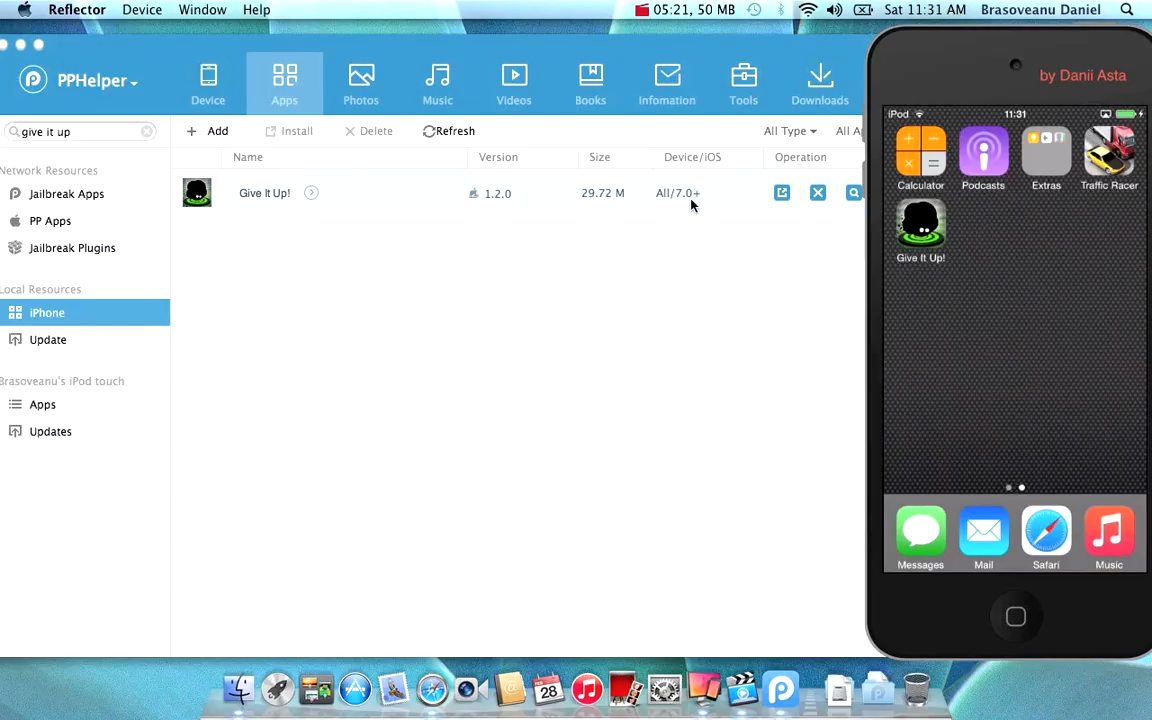 Reflector Device Window Help 05:21, 50 MB Sat 11:31 AM Brasoveanu Daniel
by Danii Asta
PPHelper
Device Apps Photos Music Videos Books Infomation Tools Downloads
give it up
Add Install Delete Refresh All Type All Ap
Name Version Size Device/iOS Operation
Give It Up! 1.2.0 29.72 M All/7.0+
Network Resources
Jailbreak Apps
PP Apps
Jailbreak Plugins
Local Resources
iPhone
Update
Brasoveanu's iPod touch
Apps
Updates
iPod 11:31
Calculator Podcasts Extras Traffic Racer
Give It Up!
Messages Mail Safari Music
28